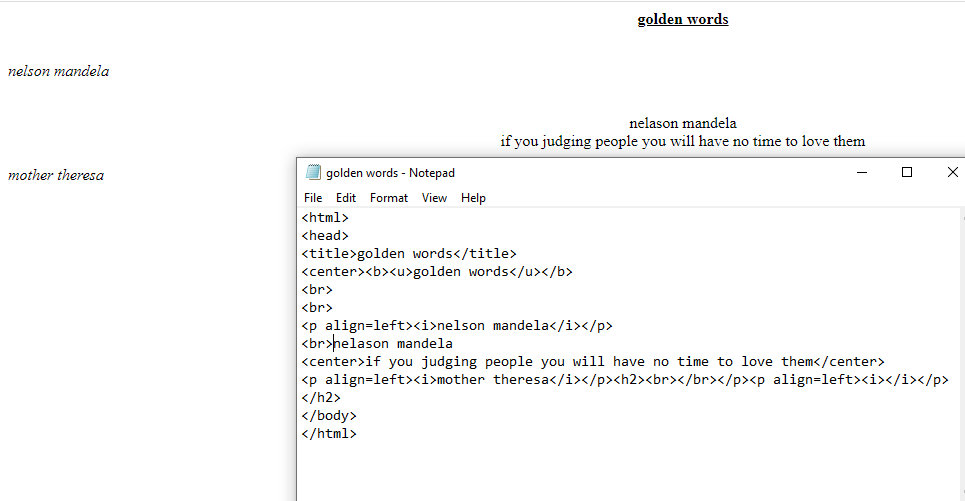 golden words
nelson mandela
nelason mandela
if you judging people you will have no time to love them
mother theresa
golden words - Notepad
File Edit Format View Help
<html>
<head>
<title>golden words</title>
<center><b><u>golden words</u></b>
<br>
<br>
<p align=left><i>nelson mandela</i></p>
<br>nelason mandela
<center>if you judging people you will have no time to love them</center>
<p align=left><i>mother theresa</i></p><h2><br></br></p><p align=left><i></i></p>
</h2>
</body>
</html>